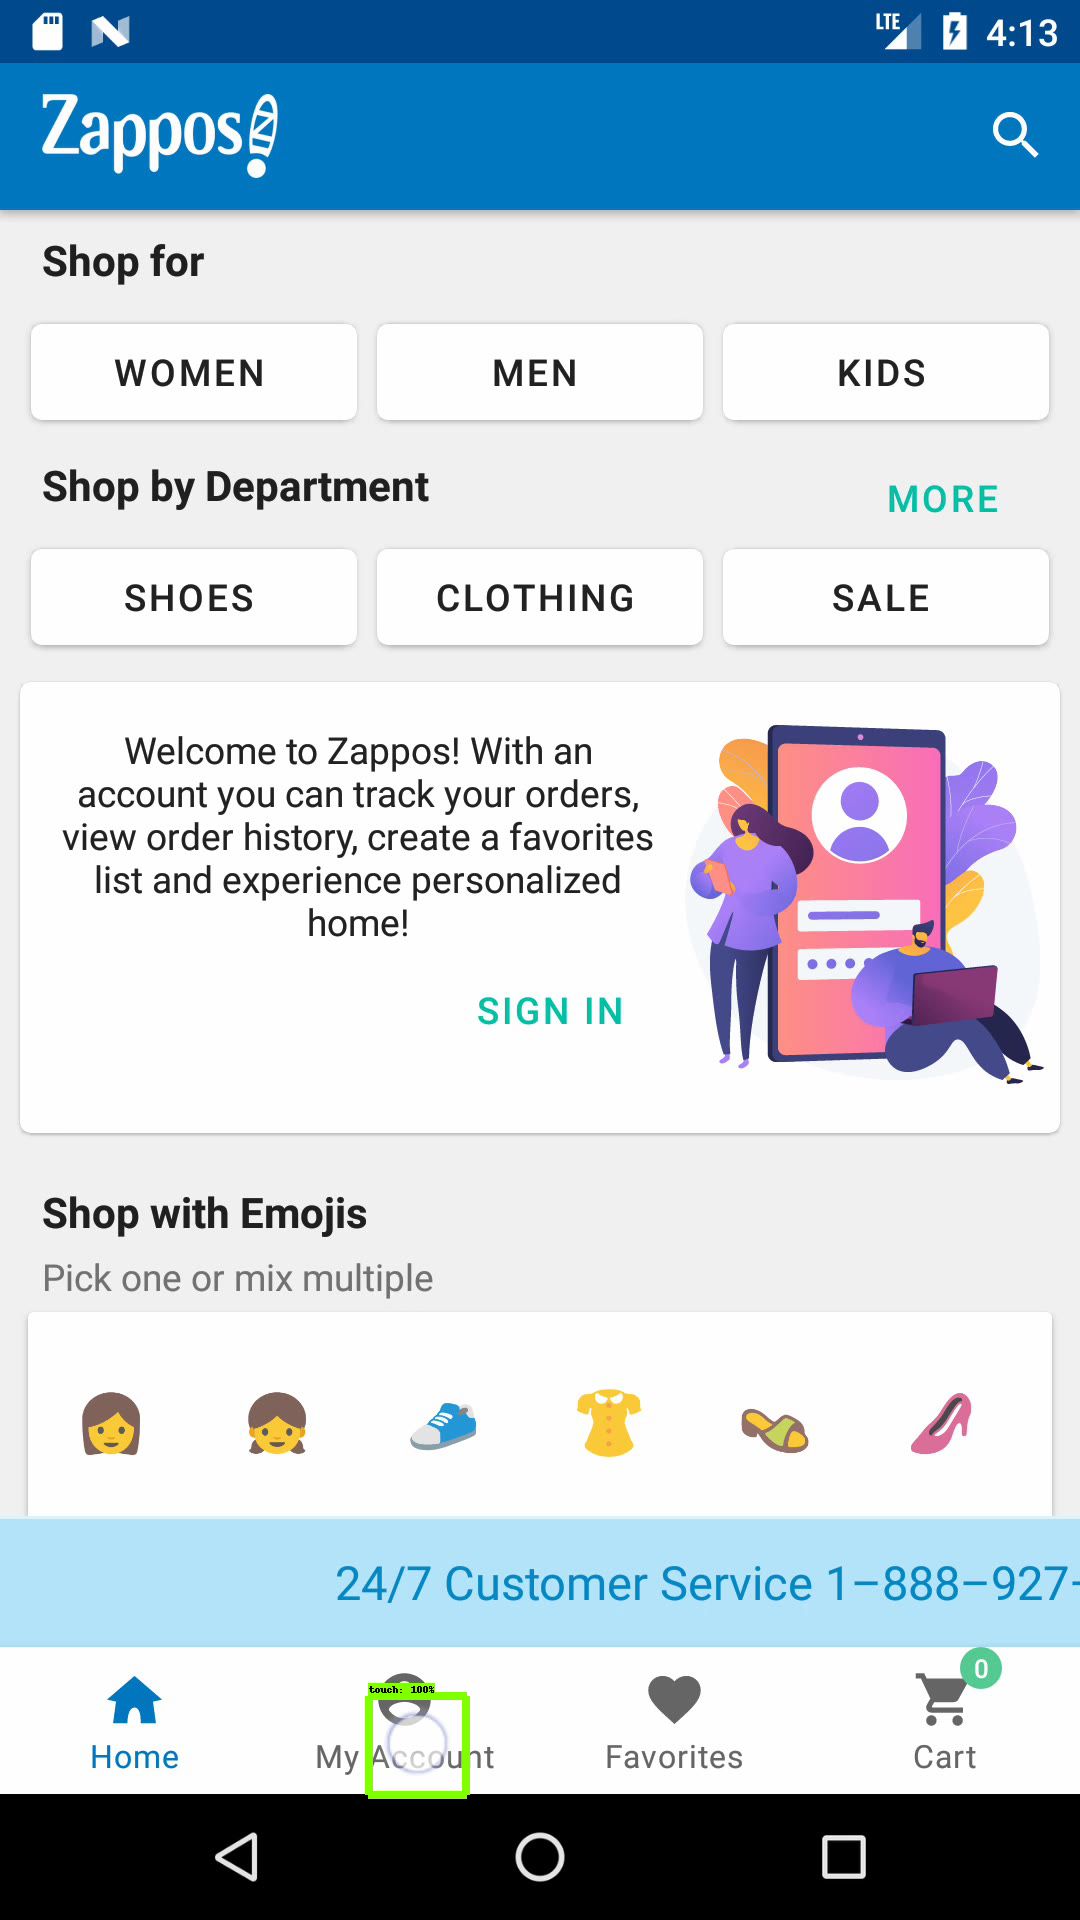 LTE 4:13
Zappos
Shop for
WOMEN MEN KIDS
Shop by Department
MORE
SHOES CLOTHING SALE
Welcome to Zappos! With an
account you can track your orders,
view order history, create a favorites
list and experience personalized
home!
SIGN IN
Shop with Emojis
Pick one or mix multiple
24/7 Customer Service 1–888–927-
0
touch: 100%
Home My Account Favorites Cart